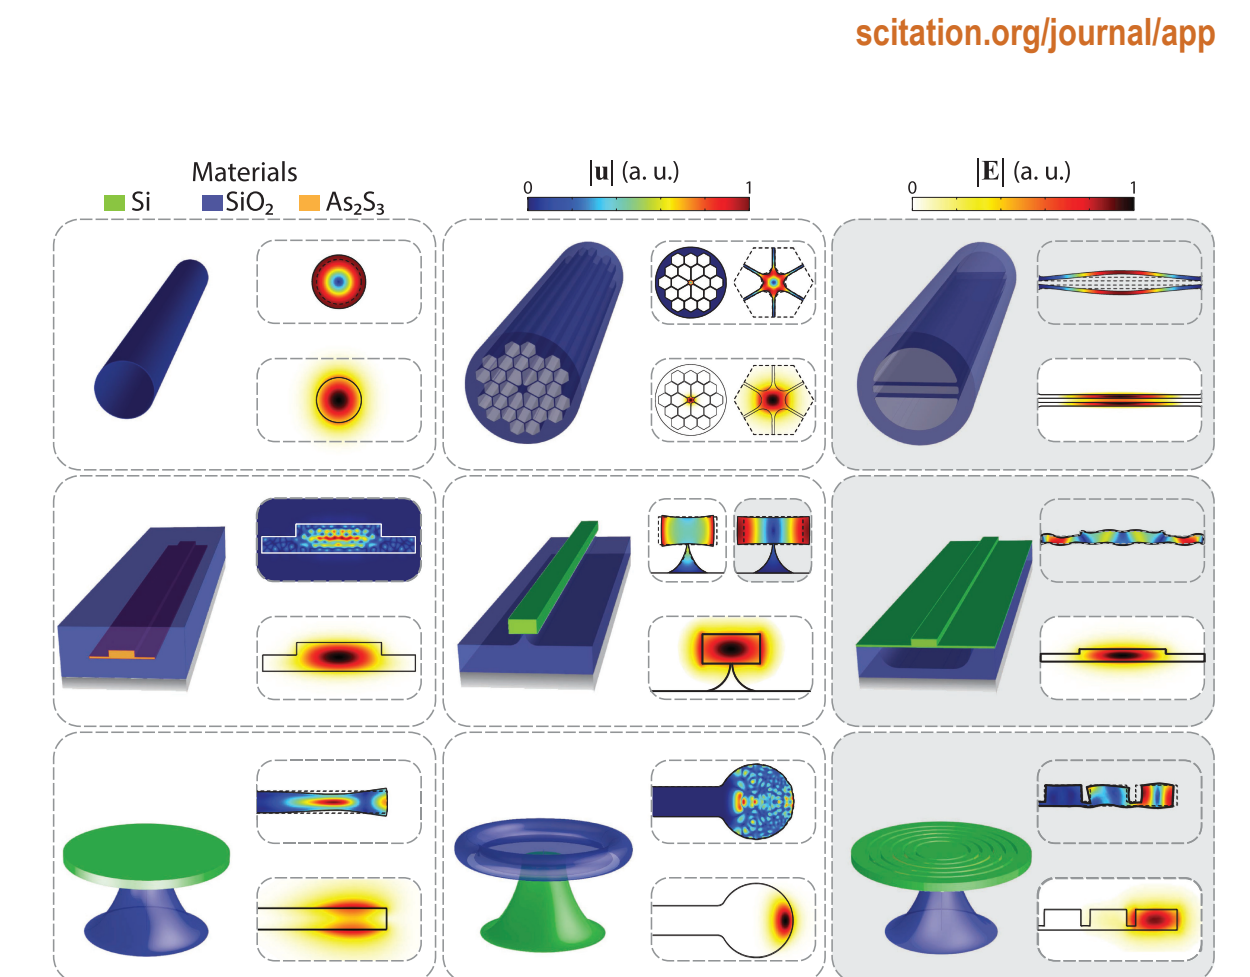 scitation.org/journal/app
Materials
Si SiO₂ As₂S₃
|u| (a. u.)
0 1
|E| (a. u.)
0 1